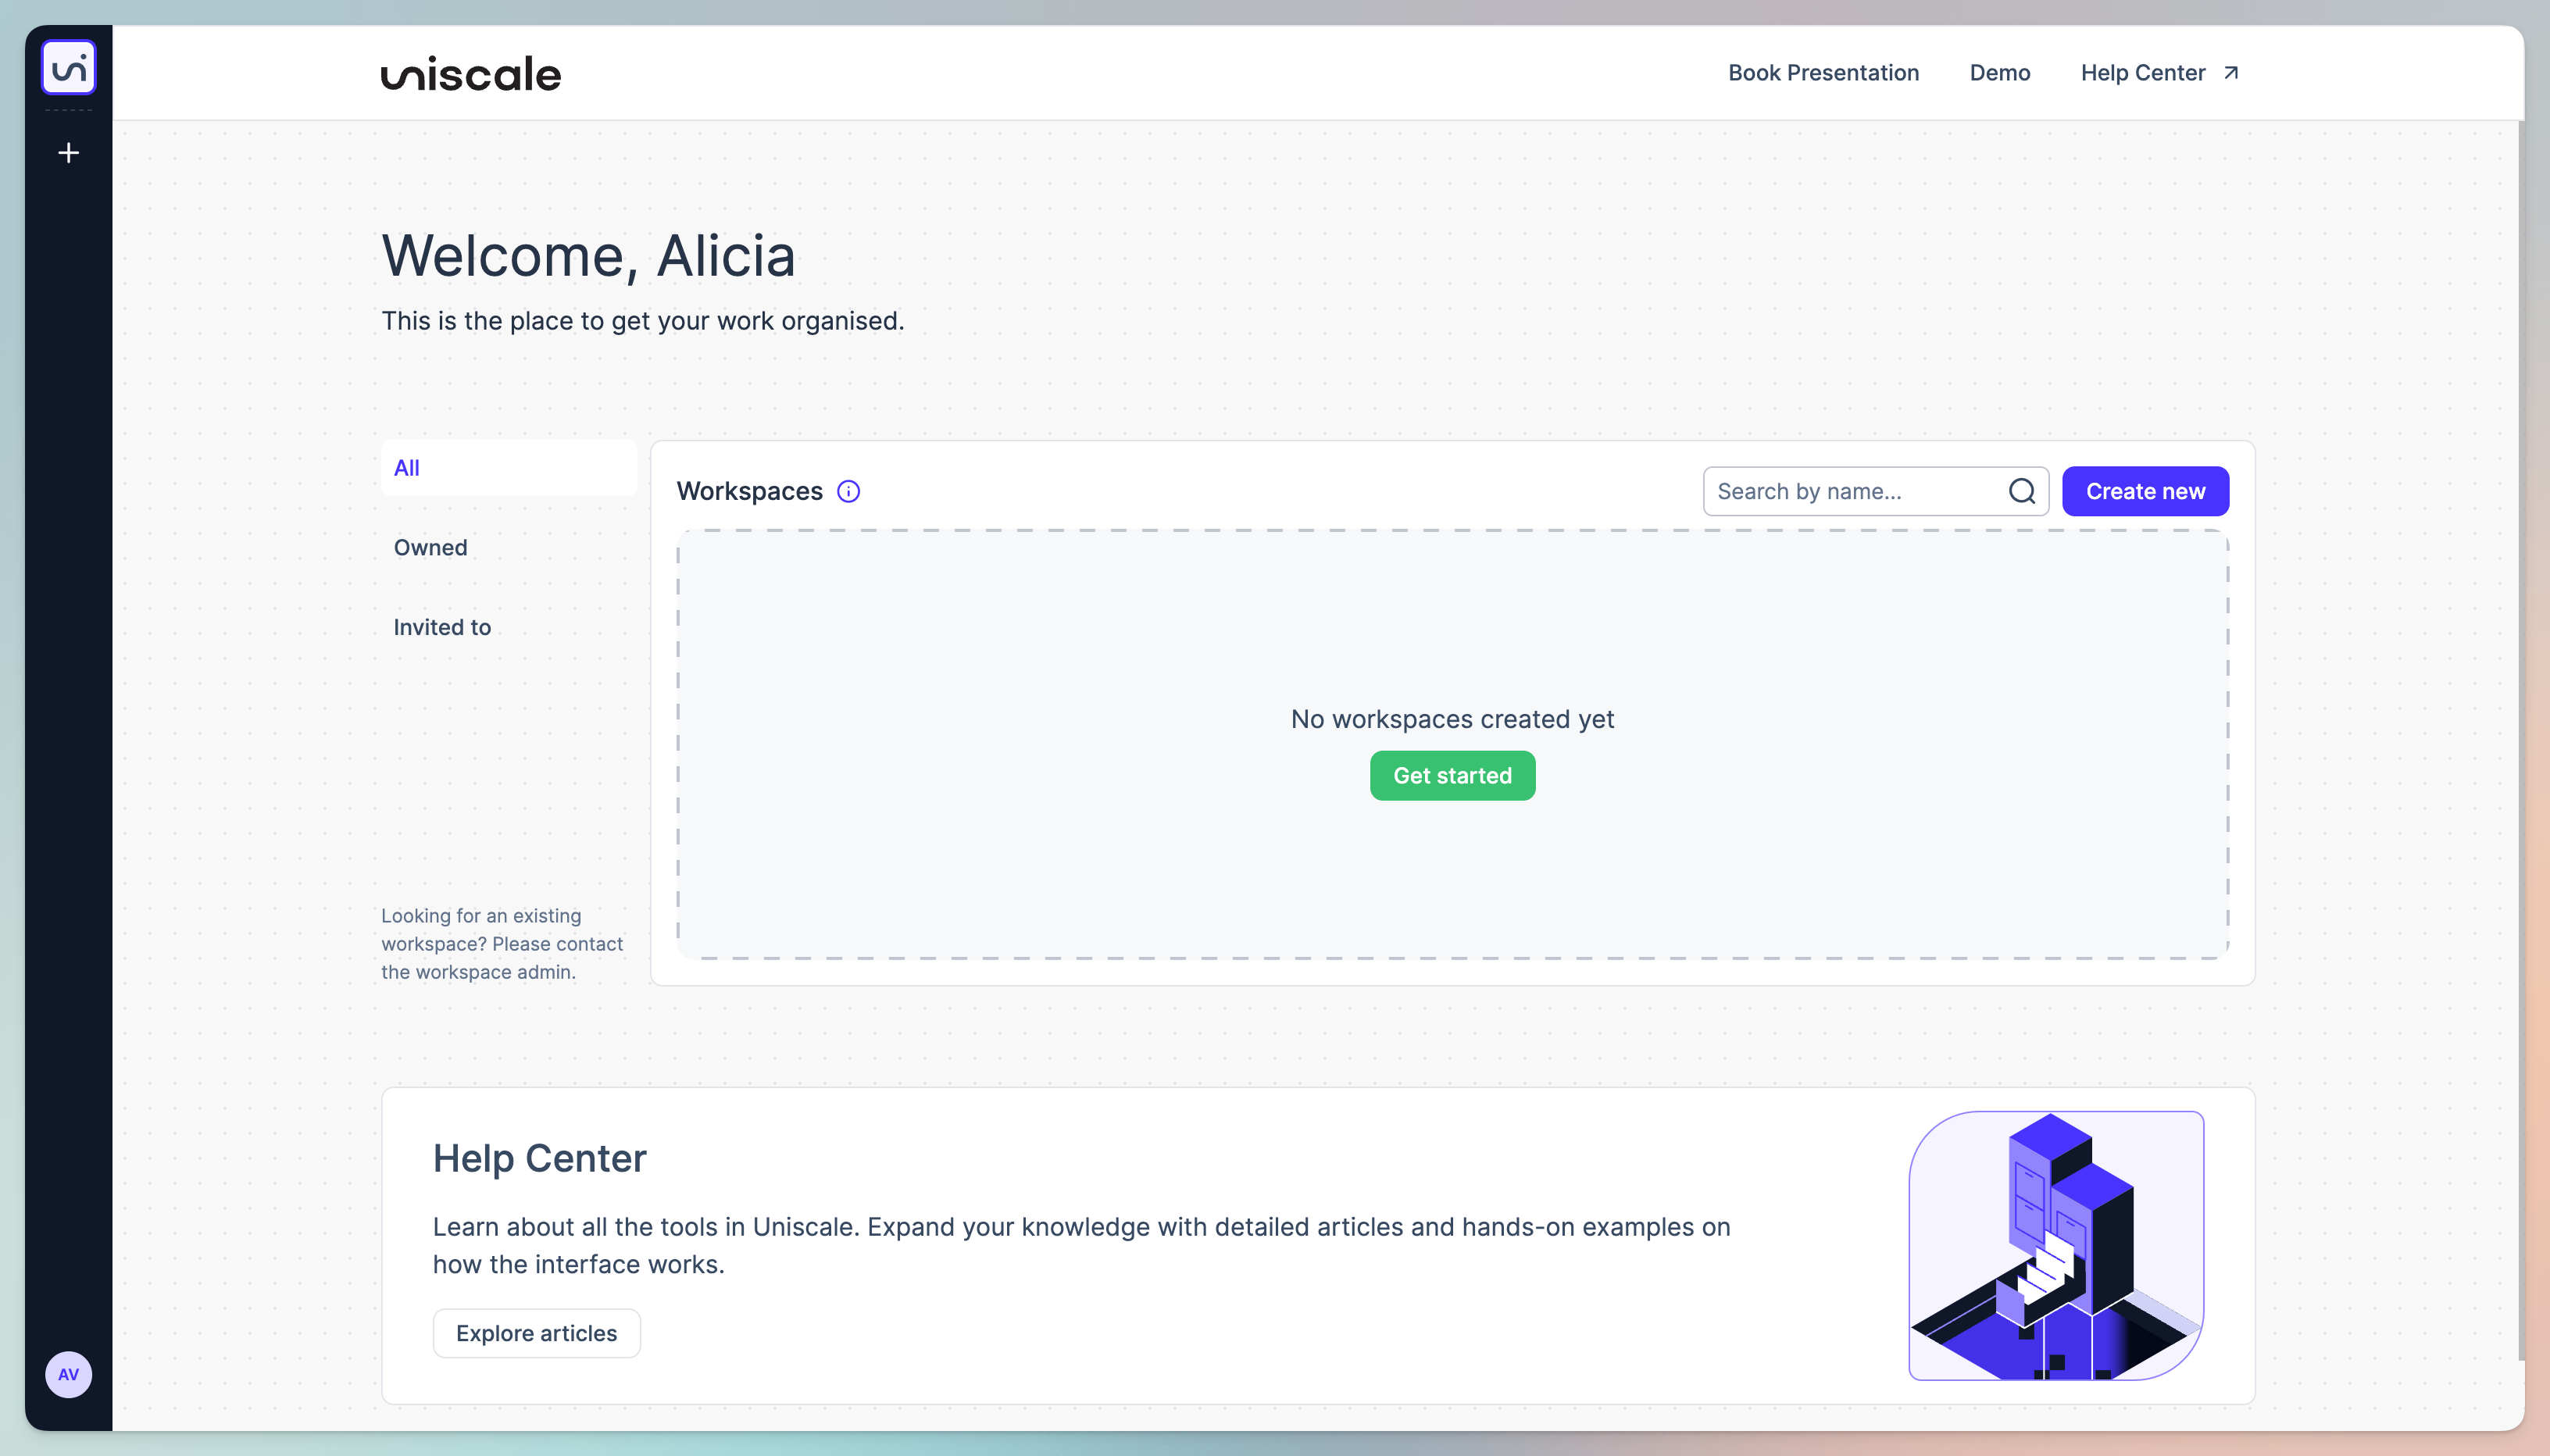 uni
uniscale
Book Presentation
Demo
Help Center
Welcome, Alicia
This is the place to get your work organised.
All
Owned
Invited to
Looking for an existing
workspace? Please contact
the workspace admin.
Workspaces
Search by name...
Create new
No workspaces created yet
Get started
Help Center
Learn about all the tools in Uniscale. Expand your knowledge with detailed articles and hands-on examples on
how the interface works.
Explore articles
AV